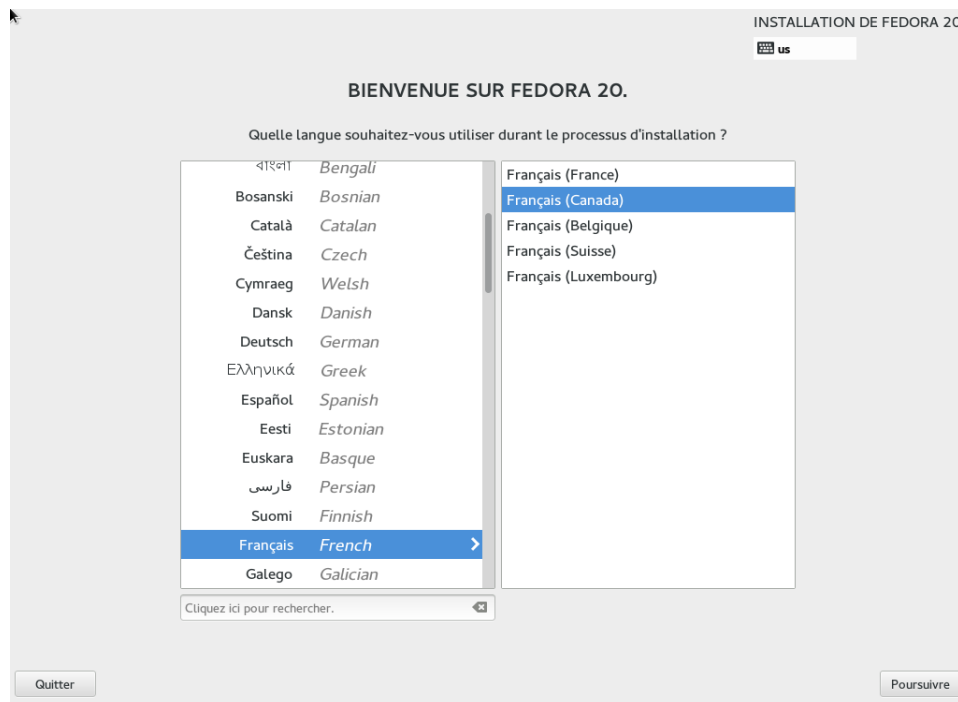 INSTALLATION DE FEDORA 20
us
BIENVENUE SUR FEDORA 20.
Quelle langue souhaitez-vous utiliser durant le processus d'installation ?
বাংলা Bengali
Bosanski Bosnian
Català Catalan
Čeština Czech
Cymraeg Welsh
Dansk Danish
Deutsch German
Ελληνικά Greek
Español Spanish
Eesti Estonian
Euskara Basque
فارسی Persian
Suomi Finnish
Français French
Galego Galician
Français (France)
Français (Canada)
Français (Belgique)
Français (Suisse)
Français (Luxembourg)
Cliquez ici pour rechercher.
Quitter
Poursuivre